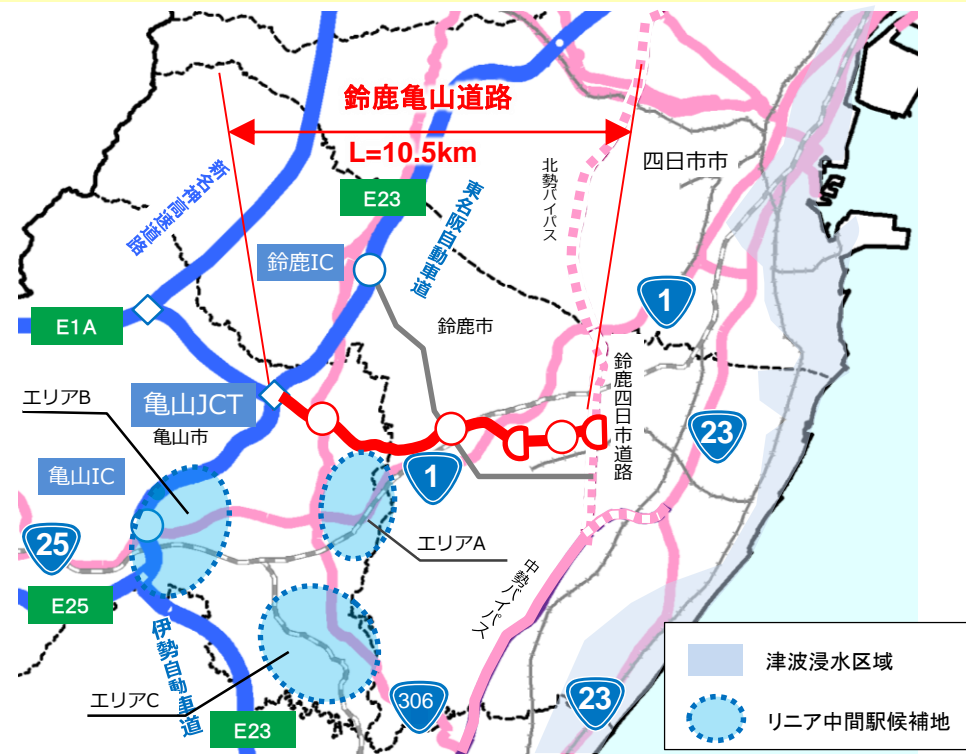 鈴鹿亀山道路
L=10.5km
四日市市
新名神高速道路
E23
東名阪自動車道
北勢バイパス
鈴鹿IC
1
E1A
鈴鹿市
エリアB
亀山JCT
亀山市
鈴鹿四日市道路
23
亀山IC
1
25
エリアA
E25
中勢バイパス
伊勢自動車道
エリアC
306
23
E23
津波浸水区域
リニア中間駅候補地